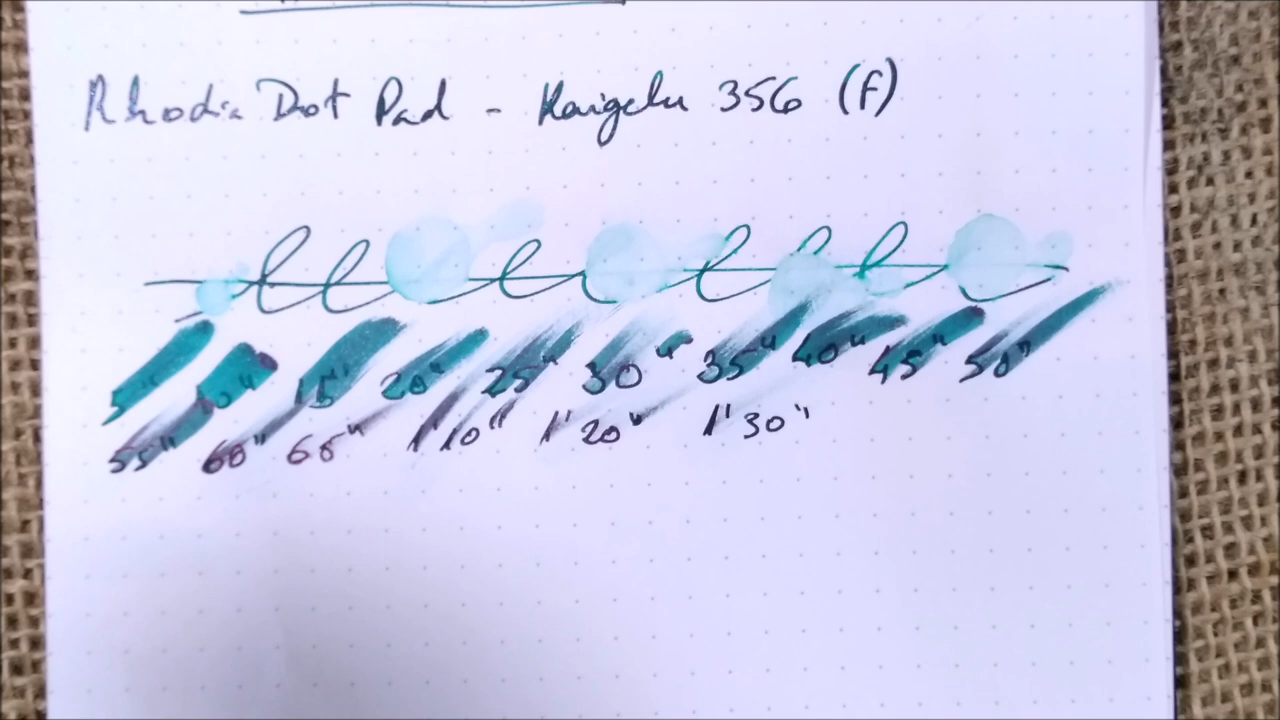 Rhodia Dot Pad - Kaigelu 356 (F)
5" 10" 15" 20" 25" 30" 35" 40" 45" 50"
55" 60" 65" 1'10" 1'20" 1'30"